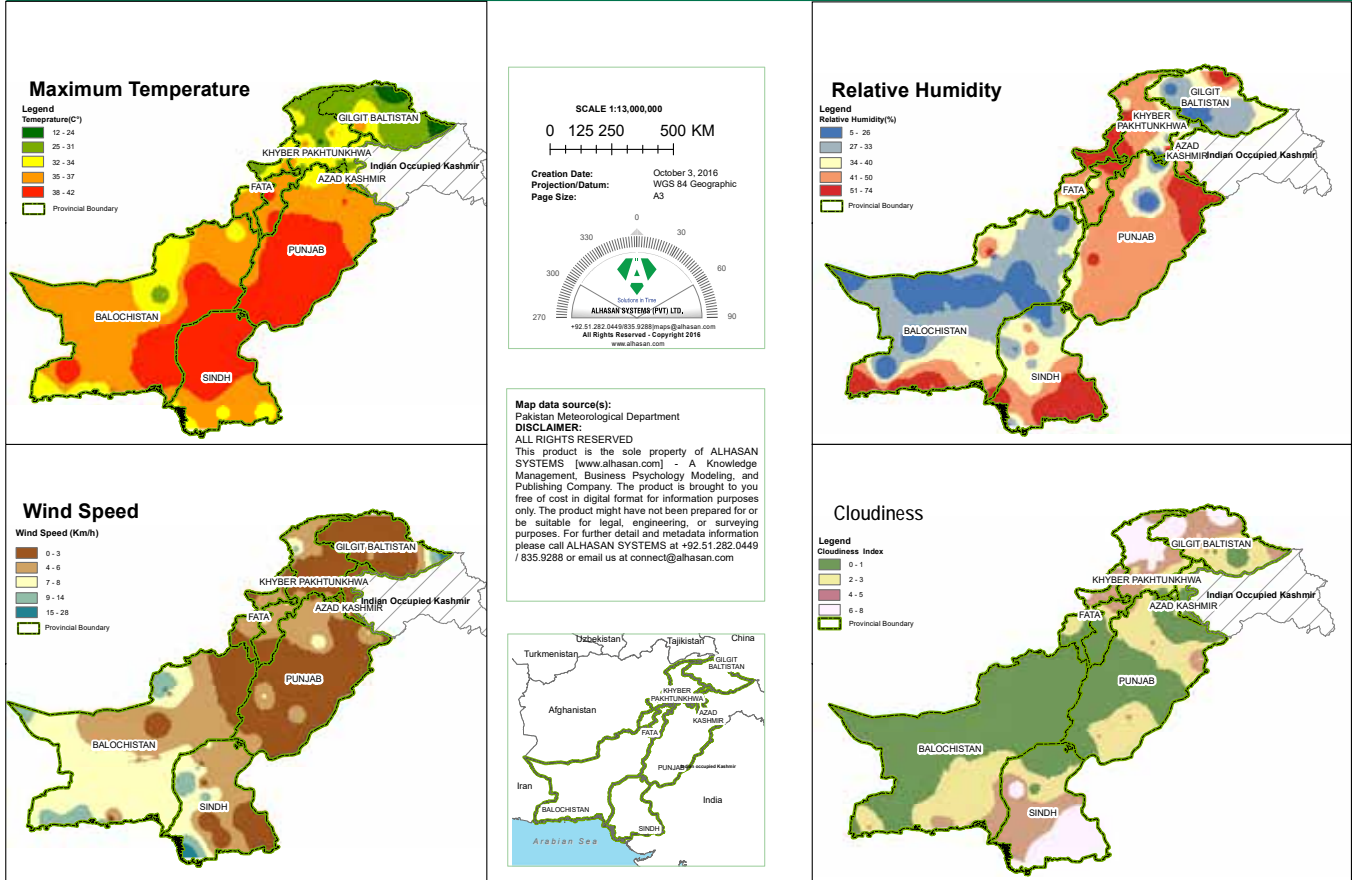 Maximum Temperature
Legend
Temeprature(C°)
12 - 24
25 - 31
32 - 34
35 - 37
38 - 42
Provincial Boundary
GILGIT BALTISTAN
KHYBER PAKHTUNKHWA
Indian Occupied Kashmir
AZAD KASHMIR
FATA
PUNJAB
BALOCHISTAN
SINDH
SCALE 1:13,000,000
0 125 250 500 KM
Creation Date: October 3, 2016
Projection/Datum: WGS 84 Geographic
Page Size: A3
0
330 30
300 60
270 90
Solutions in Time
ALHASAN SYSTEMS (PVT) LTD.
+92.51.282.0449/835.9288|maps@alhasan.com
All Rights Reserved - Copyright 2016
www.alhasan.com
Relative Humidity
Legend
Relative Humidity(%)
5 - 26
27 - 33
34 - 40
41 - 50
51 - 74
Provincial Boundary
GILGIT
BALTISTAN
KHYBER
PAKHTUNKHWA
AZAD
KASHMIR
Indian Occupied Kashmir
FATA
PUNJAB
BALOCHISTAN
SINDH
Map data source(s):
Pakistan Meteorological Department
DISCLAIMER:
ALL RIGHTS RESERVED
This product is the sole property of ALHASAN
SYSTEMS [www.alhasan.com] - A Knowledge
Management, Business Psychology Modeling, and
Publishing Company. The product is brought to you
free of cost in digital format for information purposes
only. The product might have not been prepared for or
be suitable for legal, engineering, or surveying
purposes. For further detail and metadata information
please call ALHASAN SYSTEMS at +92.51.282.0449
/ 835.9288 or email us at connect@alhasan.com
Wind Speed
Wind Speed (Km/h)
0 - 3
4 - 6
7 - 8
9 - 14
15 - 28
Provincial Boundary
GILGIT BALTISTAN
KHYBER PAKHTUNKHWA
Indian Occupied Kashmir
AZAD KASHMIR
FATA
PUNJAB
BALOCHISTAN
SINDH
Uzbekistan
Tajikistan
China
Turkmenistan
GILGIT
BALTISTAN
KHYBER
PAKHTUNKHWA
Afghanistan
AZAD
KASHMIR
FATA
PUNJAB
Indian occupied Kashmir
Iran
India
BALOCHISTAN
SINDH
Arabian Sea
Cloudiness
Legend
Cloudiness Index
0 - 1
2 - 3
4 - 5
6 - 8
Provincial Boundary
GILGIT BALTISTAN
KHYBER PAKHTUNKHWA
Indian Occupied Kashmir
AZAD KASHMIR
FATA
PUNJAB
BALOCHISTAN
SINDH